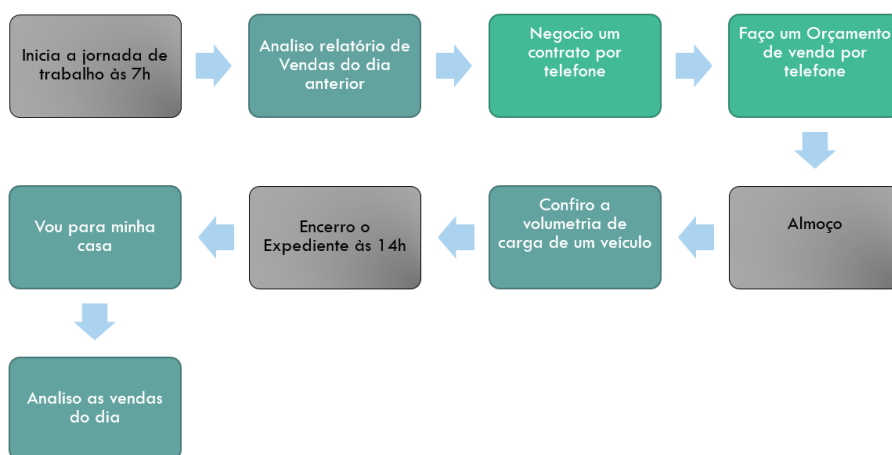 Inicia a jornada de
trabalho às 7h
Analiso relatório de
Vendas do dia
anterior
Negocio um
contrato por
telefone
Faço um Orçamento
de venda por
telefone
Almoço
Confiro a
volumetria de
carga de um veículo
Encerro o
Expediente às 14h
Vou para minha
casa
Analiso as vendas
do dia